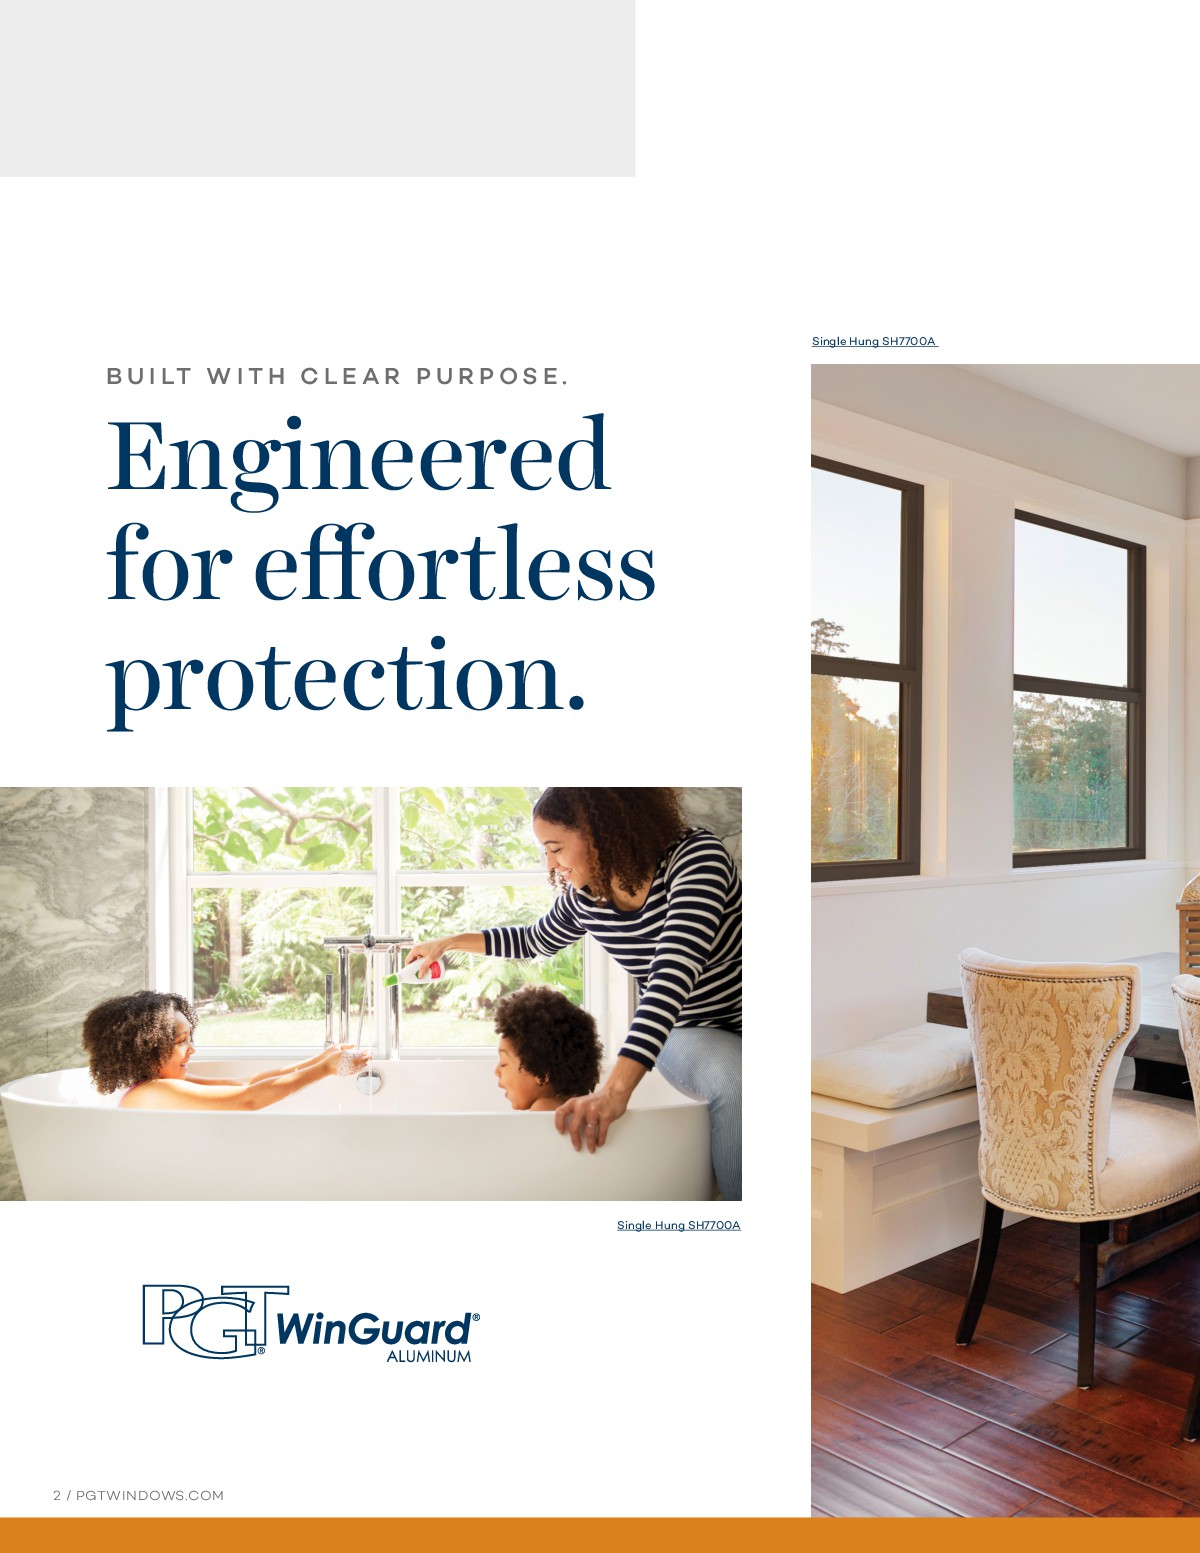 Single Hung SH7700A
BUILT WITH CLEAR PURPOSE.
Engineered
for effortless
protection.
Single Hung SH7700A
PGT® WinGuard®
ALUMINUM
2 / PGTWINDOWS.COM